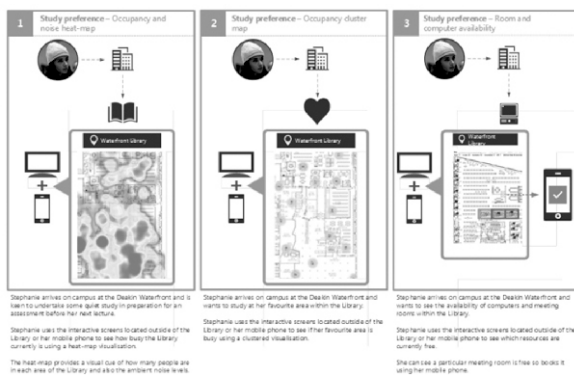 1
Study preference – Occupancy and
noise heat-map
Waterfront Library
Stephanie arrives on campus at the Deakin Waterfront and is
keen to undertake some quiet study in preparation for an
assessment before her next lecture.
Stephanie uses the interactive screens located outside of the
Library or her mobile phone to see how busy the Library
currently is using a heat-map visualisation.
The heat-map provides a visual cue of how many people are
in each area of the Library and also the ambient noise levels.
2
Study preference – Occupancy cluster
map
Waterfront Library
Stephanie arrives on campus at the Deakin Waterfront and
wants to study at her favourite area within the Library.
Stephanie uses the interactive screens located outside of the
Library or her mobile phone to see if her favourite area is
busy using a clustered visualisation.
3
Study preference – Room and
computer availability
Waterfront
Library
Stephanie arrives on campus at the Deakin Waterfront and
wants to see the availability of computers and meeting
rooms within the Library.
Stephanie uses the interactive screens located outside of the
Library or her mobile phone to see which resources are
currently free.
She can see a particular meeting room is free so books it
using her mobile phone.